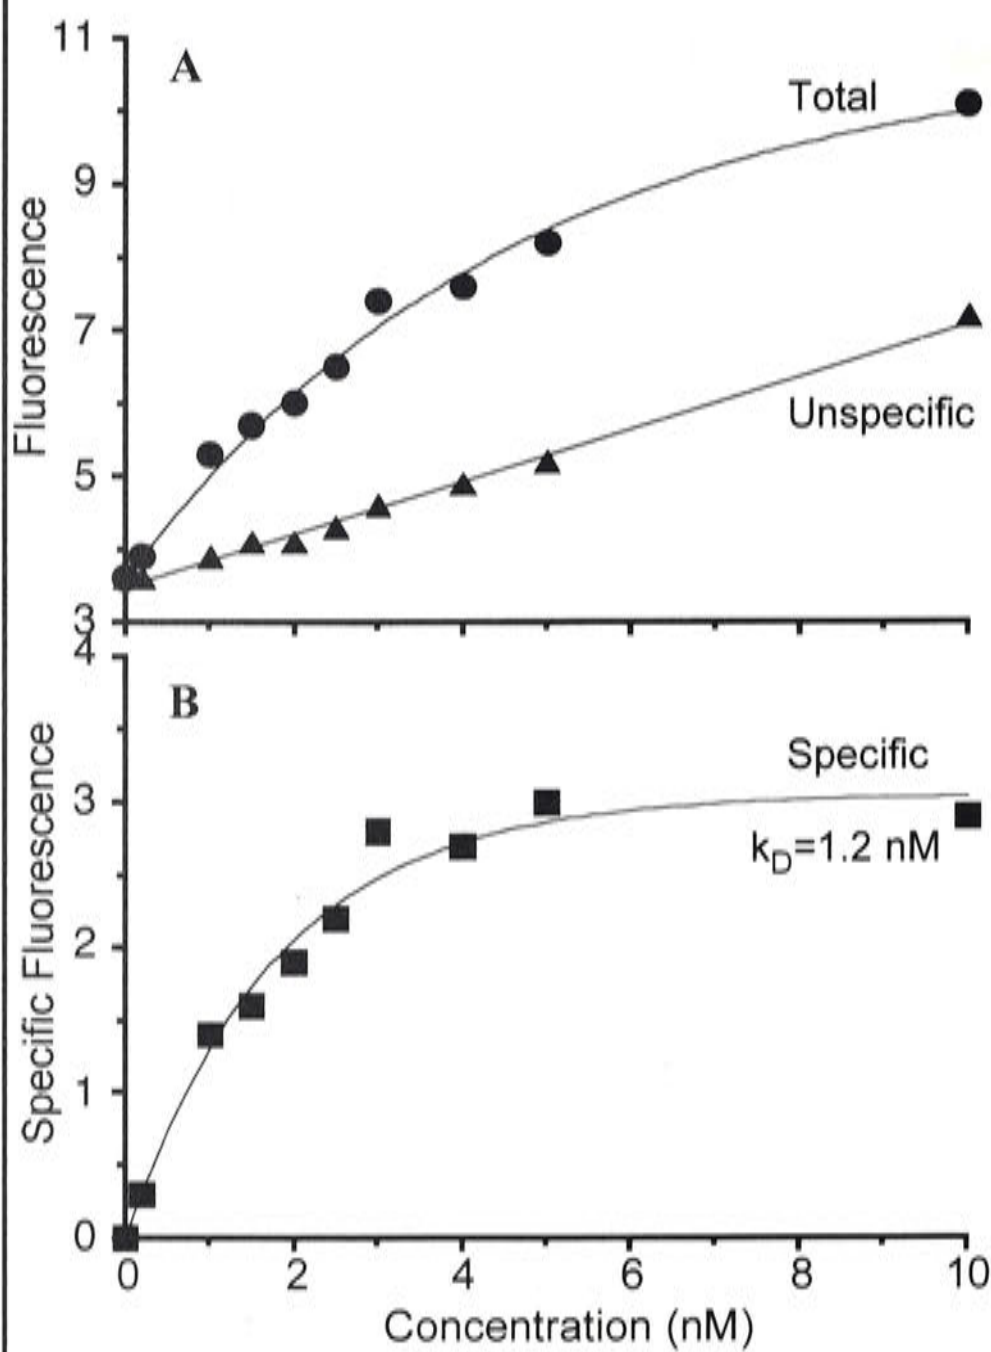 11
A
Total
9
Fluorescence
7
Unspecific
5
3
4
B
Specific
3
k_D=1.2 nM
Specific Fluorescence
2
1
0
0 2 4 6 8 10
Concentration (nM)